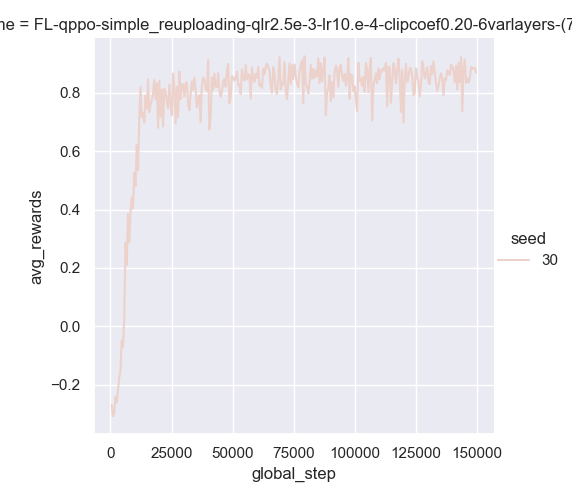 ne = FL-qppo-simple_reuploading-qlr2.5e-3-lr10.e-4-clipcoef0.20-6varlayers-(7
0.8
0.6
0.4
0.2
0.0
−0.2
avg_rewards
seed
30
0 25000 50000 75000 100000 125000 150000
global_step